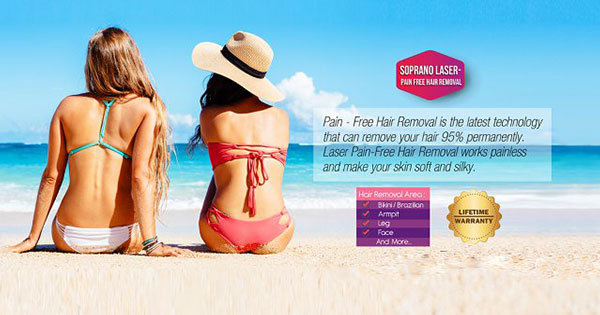 SOPRANO LASER-
PAIN FREE HAIR REMOVAL
Pain - Free Hair Removal is the latest technology
that can remove your hair 95% permanently.
Laser Pain-Free Hair Removal works painless
and make your skin soft and silky.
Hair Removal Area :
✓ Bikini / Brazilian
✓ Armpit
✓ Leg
✓ Face
And More...
LIFETIME
WARRANTY